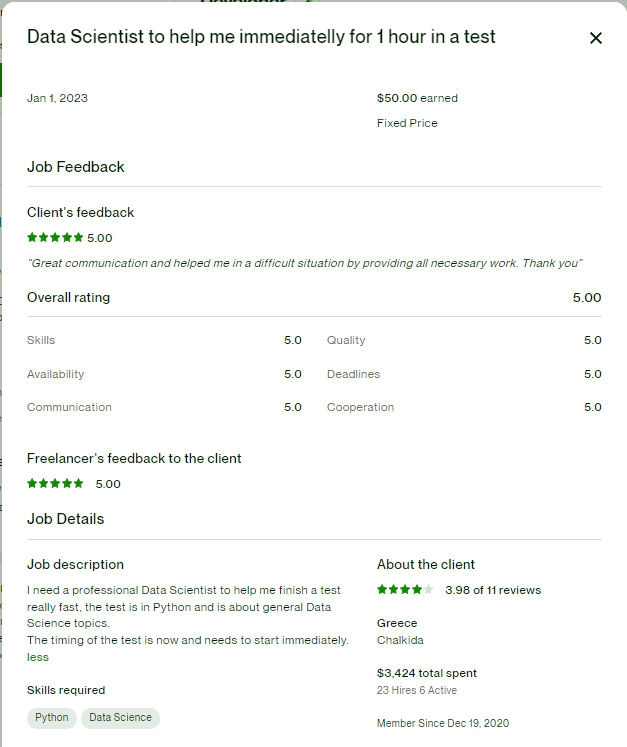 Data Scientist to help me immediatelly for 1 hour in a test
Jan 1, 2023
$50.00 earned
Fixed Price
Job Feedback
Client's feedback
5.00
"Great communication and helped me in a difficult situation by providing all necessary work. Thank you"
Overall rating 5.00
Skills 5.0 Quality 5.0
Availability 5.0 Deadlines 5.0
Communication 5.0 Cooperation 5.0
Freelancer's feedback to the client
5.00
Job Details
Job description
I need a professional Data Scientist to help me finish a test
really fast, the test is in Python and is about general Data
Science topics.
The timing of the test is now and needs to start immediately.
less
Skills required
Python Data Science
About the client
3.98 of 11 reviews
Greece
Chalkida
$3,424 total spent
23 Hires 6 Active
Member Since Dec 19, 2020